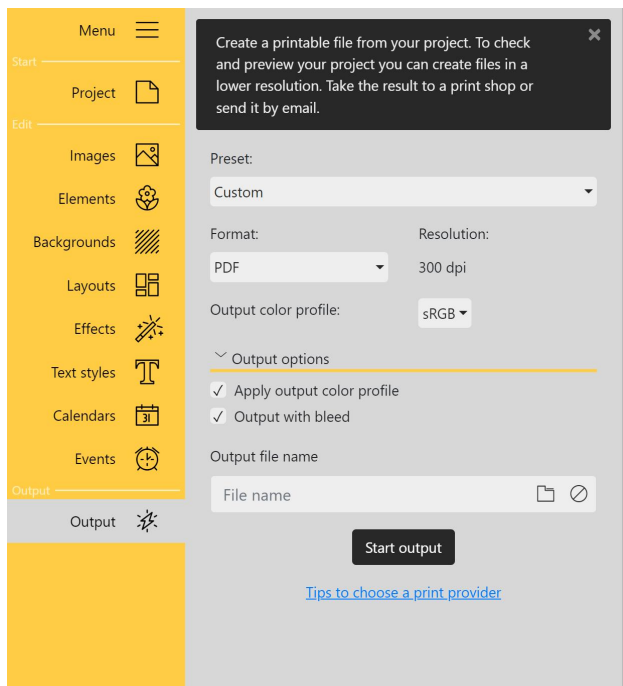 Menu
Start
Project
Edit
Images
Elements
Backgrounds
Layouts
Effects
Text styles
Calendars
31
Events
Output
Output
Create a printable file from your project. To check
and preview your project you can create files in a
lower resolution. Take the result to a print shop or
send it by email.
Preset:
Custom
Format:
Resolution:
PDF
300 dpi
Output color profile:
sRGB
Output options
Apply output color profile
Output with bleed
Output file name
File name
Start output
Tips to choose a print provider